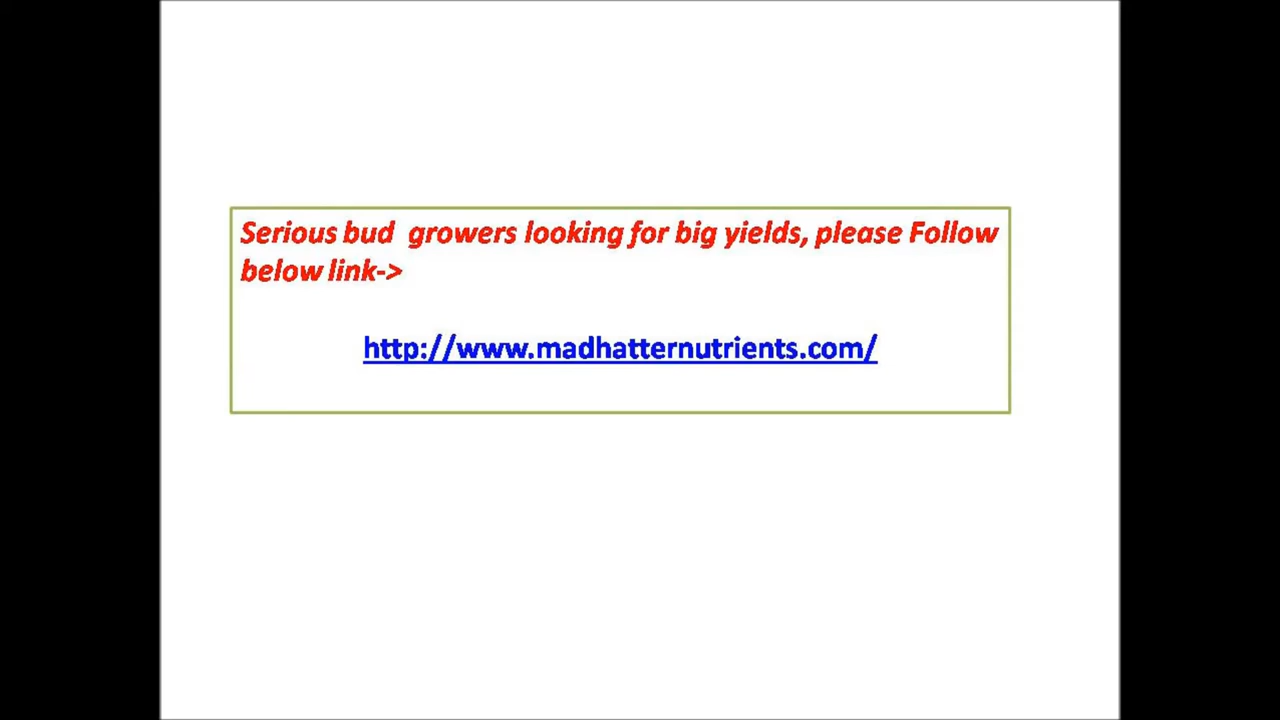 Serious bud  growers looking for big yields, please Follow
below link->
http://www.madhatternutrients.com/